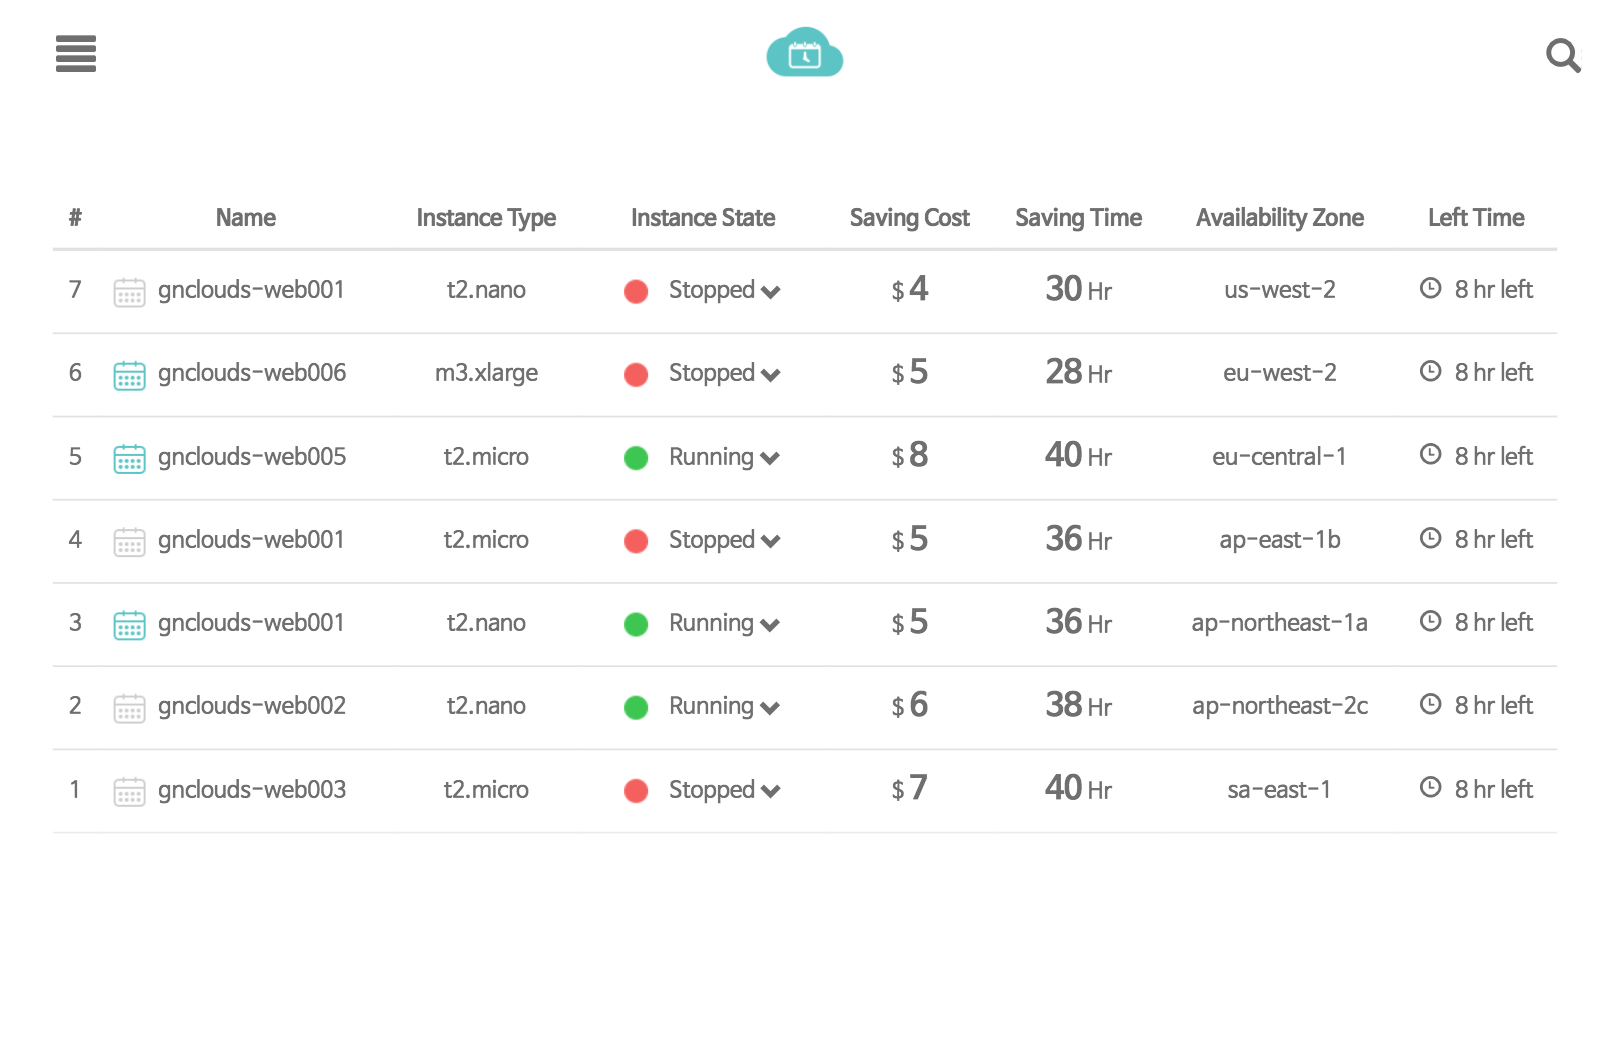 # Name Instance Type Instance State Saving Cost Saving Time Availability Zone Left Time
7 gnclouds-web001 t2.nano Stopped $ 4 30 Hr us-west-2 8 hr left
6 gnclouds-web006 m3.xlarge Stopped $ 5 28 Hr eu-west-2 8 hr left
5 gnclouds-web005 t2.micro Running $ 8 40 Hr eu-central-1 8 hr left
4 gnclouds-web001 t2.micro Stopped $ 5 36 Hr ap-east-1b 8 hr left
3 gnclouds-web001 t2.nano Running $ 5 36 Hr ap-northeast-1a 8 hr left
2 gnclouds-web002 t2.nano Running $ 6 38 Hr ap-northeast-2c 8 hr left
1 gnclouds-web003 t2.micro Stopped $ 7 40 Hr sa-east-1 8 hr left